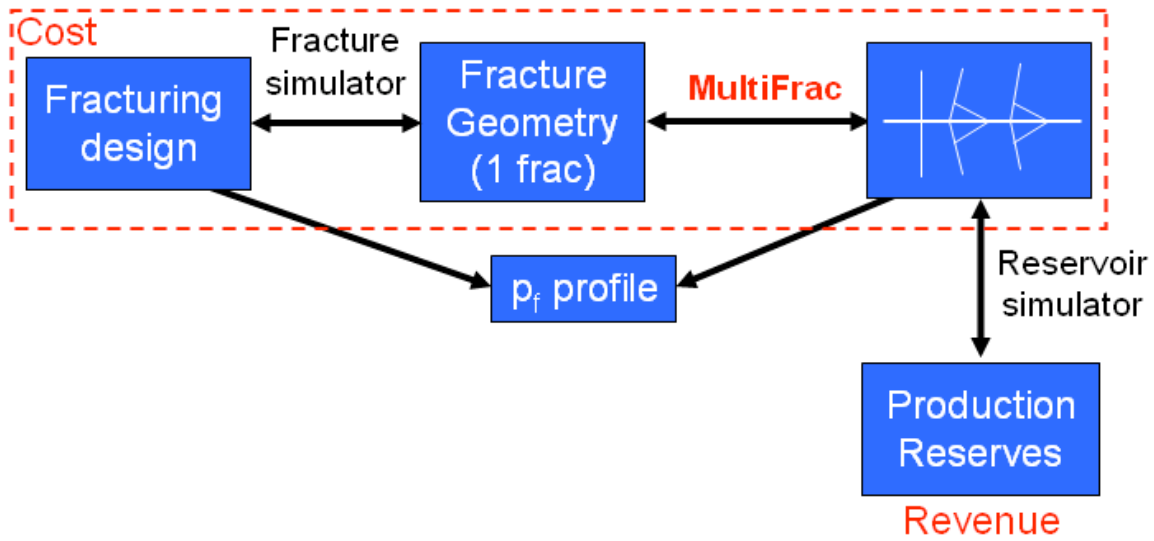 Cost
Fracturing
design
Fracture
simulator
Fracture
Geometry
(1 frac)
MultiFrac
pf profile
Reservoir
simulator
Production
Reserves
Revenue